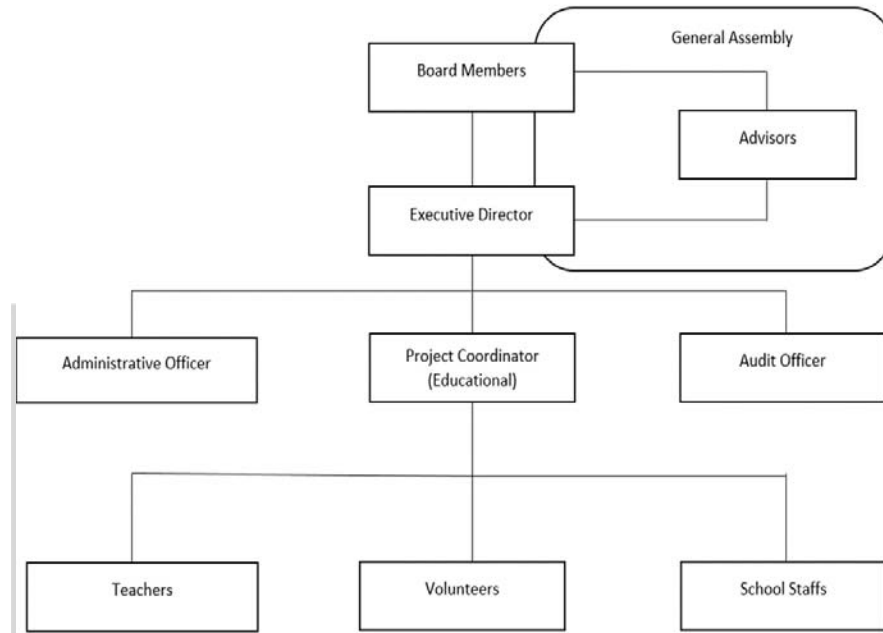 General Assembly
Board Members
Advisors
Executive Director
Administrative Officer
Project Coordinator
(Educational)
Audit Officer
Teachers
Volunteers
School Staffs